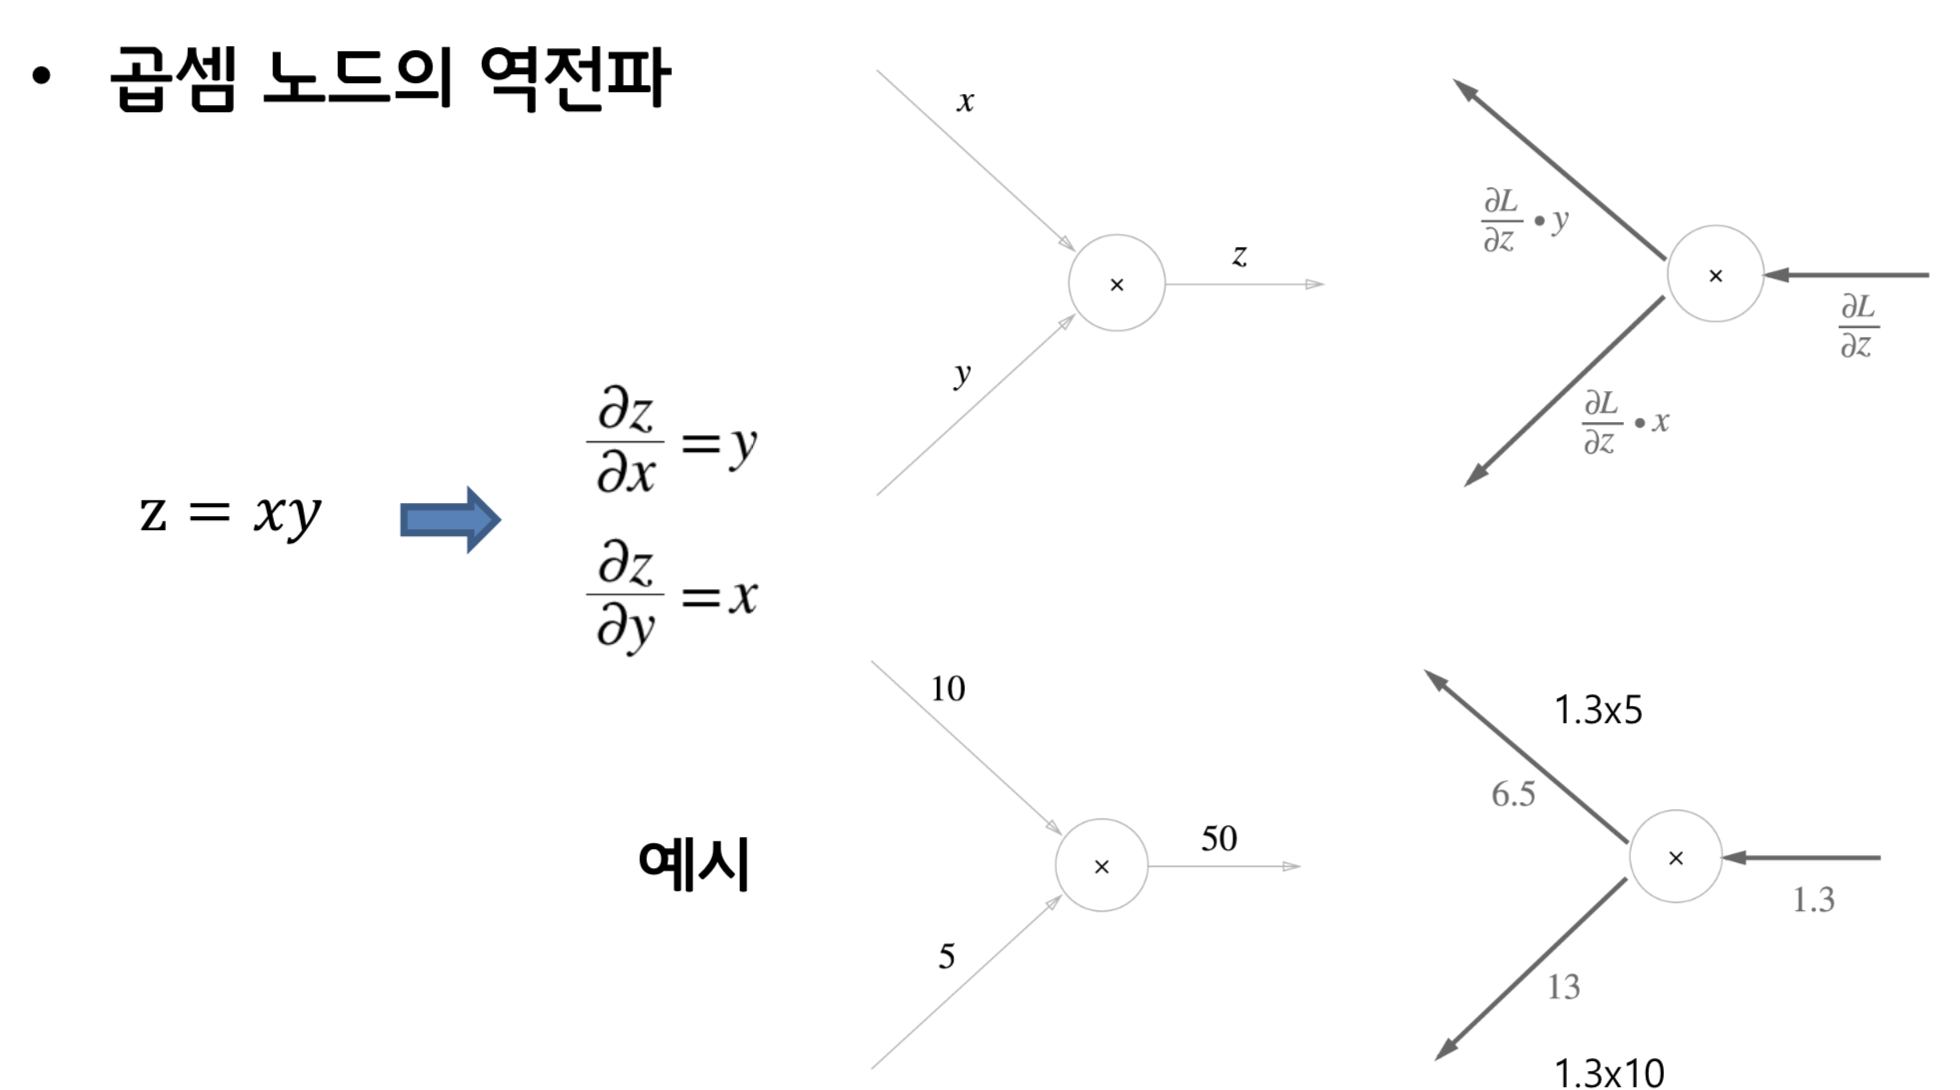 • 곱셈 노드의 역전파
x
y
z
×
∂L/∂z • y
∂L/∂z • x
×
∂L/∂z
z = xy
∂z/∂x = y
∂z/∂y = x
예시
10
5
×
50
1.3x5
6.5
×
1.3
13
1.3x10